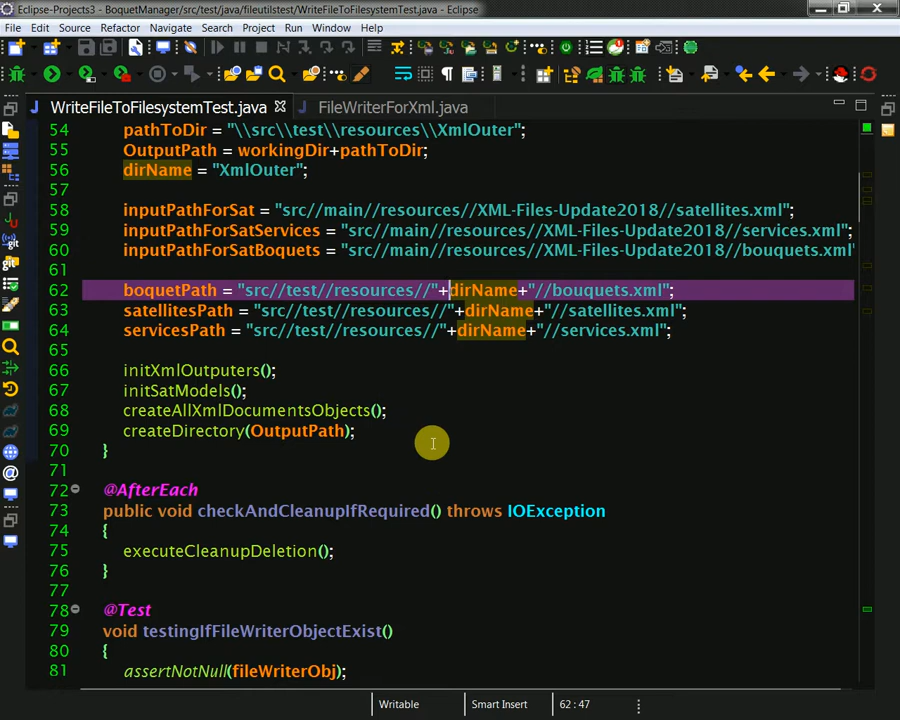 Eclipse-Projects3 - BoquetManager/src/test/java/fileutilstest/WriteFileToFilesystemTest.java - Eclipse
File Edit Source Refactor Navigate Search Project Run Window Help
WriteFileToFilesystemTest.java FileWriterForXml.java
54 pathToDir = "\\src\\test\\resources\\XmlOuter";
55 OutputPath = workingDir+pathToDir;
56 dirName = "XmlOuter";
57
58 inputPathForSat = "src//main//resources//XML-Files-Update2018//satellites.xml";
59 inputPathForSatServices = "src//main//resources//XML-Files-Update2018//services.xml";
60 inputPathForSatBoquets = "src//main//resources//XML-Files-Update2018//bouquets.xml"
61
62 boquetPath = "src//test//resources//"+dirName+"//bouquets.xml";
63 satellitesPath = "src//test//resources//"+dirName+"//satellites.xml";
64 servicesPath = "src//test//resources//"+dirName+"//services.xml";
65
66 initXmlOutputers();
67 initSatModels();
68 createAllXmlDocumentsObjects();
69 createDirectory(OutputPath);
70 }
71
72 @AfterEach
73 public void checkAndCleanupIfRequired() throws IOException
74 {
75 executeCleanupDeletion();
76 }
77
78 @Test
79 void testingIfFileWriterObjectExist()
80 {
81 assertNotNull(fileWriterObj);
Writable Smart Insert 62 : 47